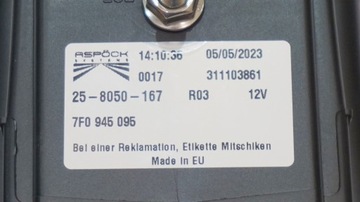 ASPÖCK SYSTEMS 14:10:36 05/05/2023
0017 311103861
25-8050-167 R03 12V
7F0 945 095
Bei einer Reklamation, Etikette Mitschiken
Made in EU